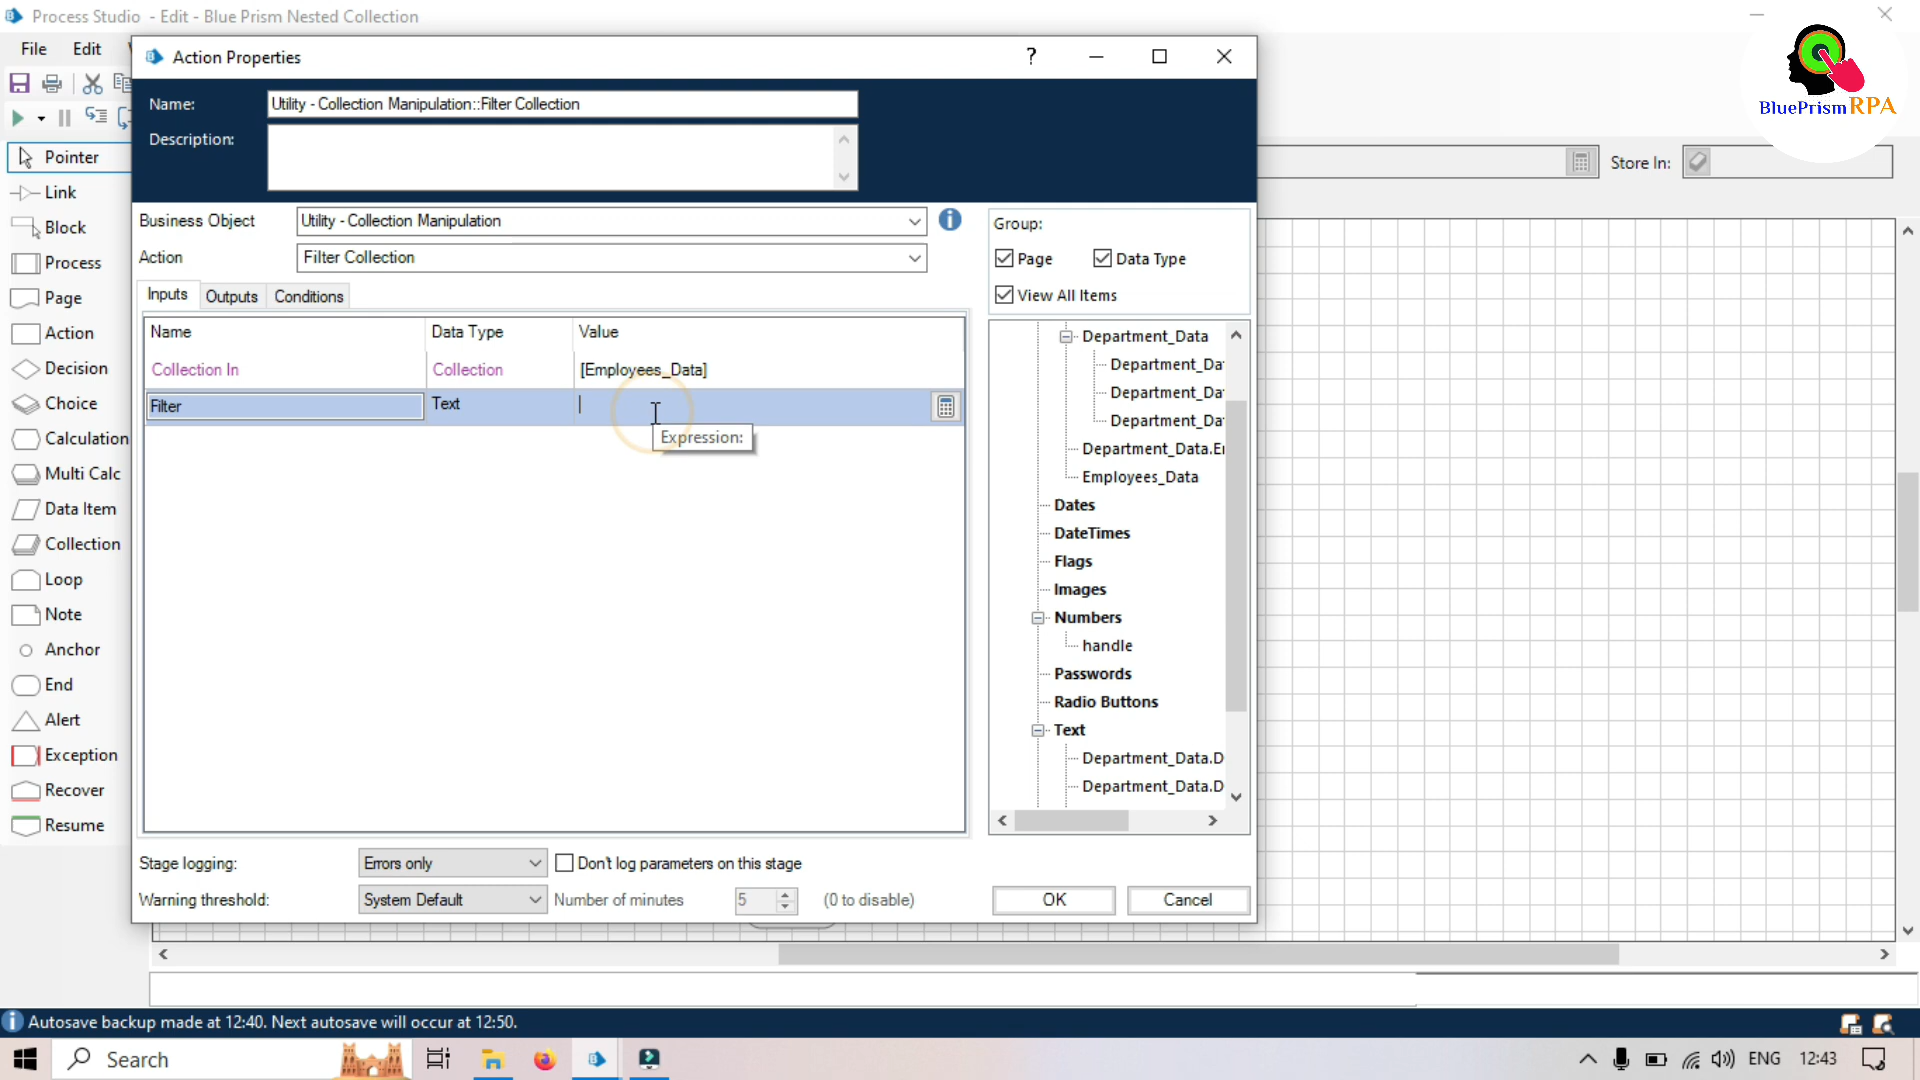 Process Studio - Edit - Blue Prism Nested Collection
File Edit
Action Properties
?
BluePrism RPA
Name: Utility - Collection Manipulation::Filter Collection
Description:
Business Object Utility - Collection Manipulation
Action Filter Collection
Inputs Outputs Conditions
Name Data Type Value
Collection In Collection [Employees_Data]
Filter Text
Expression:
Group:
Page Data Type
View All Items
Department_Data
Department_Da
Department_Da
Department_Da
Department_Data.E
Employees_Data
Dates
DateTimes
Flags
Images
Numbers
handle
Passwords
Radio Buttons
Text
Department_Data.D
Department_Data.D
Store In:
Pointer
Link
Block
Process
Page
Action
Decision
Choice
Calculation
Multi Calc
Data Item
Collection
Loop
Note
Anchor
End
Alert
Exception
Recover
Resume
Stage logging: Errors only Don't log parameters on this stage
Warning threshold: System Default Number of minutes 5 (0 to disable)
OK Cancel
Autosave backup made at 12:40. Next autosave will occur at 12:50.
Search
ENG 12:43